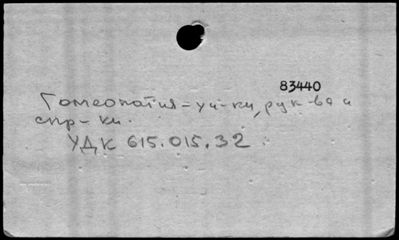 83440
Гомеопатия - уч-ки, рук-ва и
спр-ки.
УДК 615.015.32